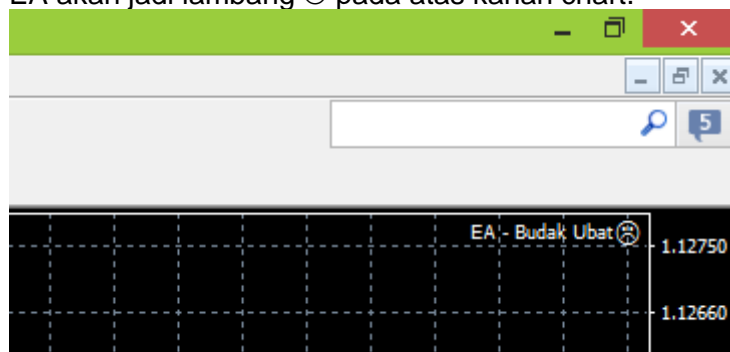 EA akan jadi lambang ☹ pada atas kanan chart.
5
EA - Budak Ubat ☹
1.12750
1.12660